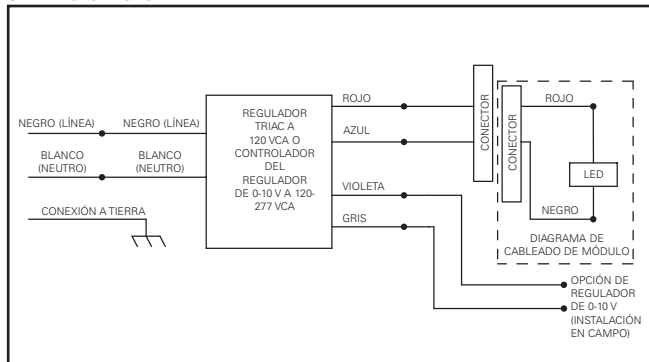 NEGRO (LÍNEA)
NEGRO (LÍNEA)
BLANCO
(NEUTRO)
BLANCO
(NEUTRO)
CONEXIÓN A TIERRA
REGULADOR
TRIAC A
120 VCA O
CONTROLADOR
DEL
REGULADOR
DE 0-10 V A 120-
277 VCA
ROJO
AZUL
VIOLETA
GRIS
CONECTOR
CONECTOR
ROJO
LED
NEGRO
DIAGRAMA DE
CABLEADO DE MÓDULO
OPCIÓN DE
REGULADOR
DE 0-10 V
(INSTALACIÓN
EN CAMPO)